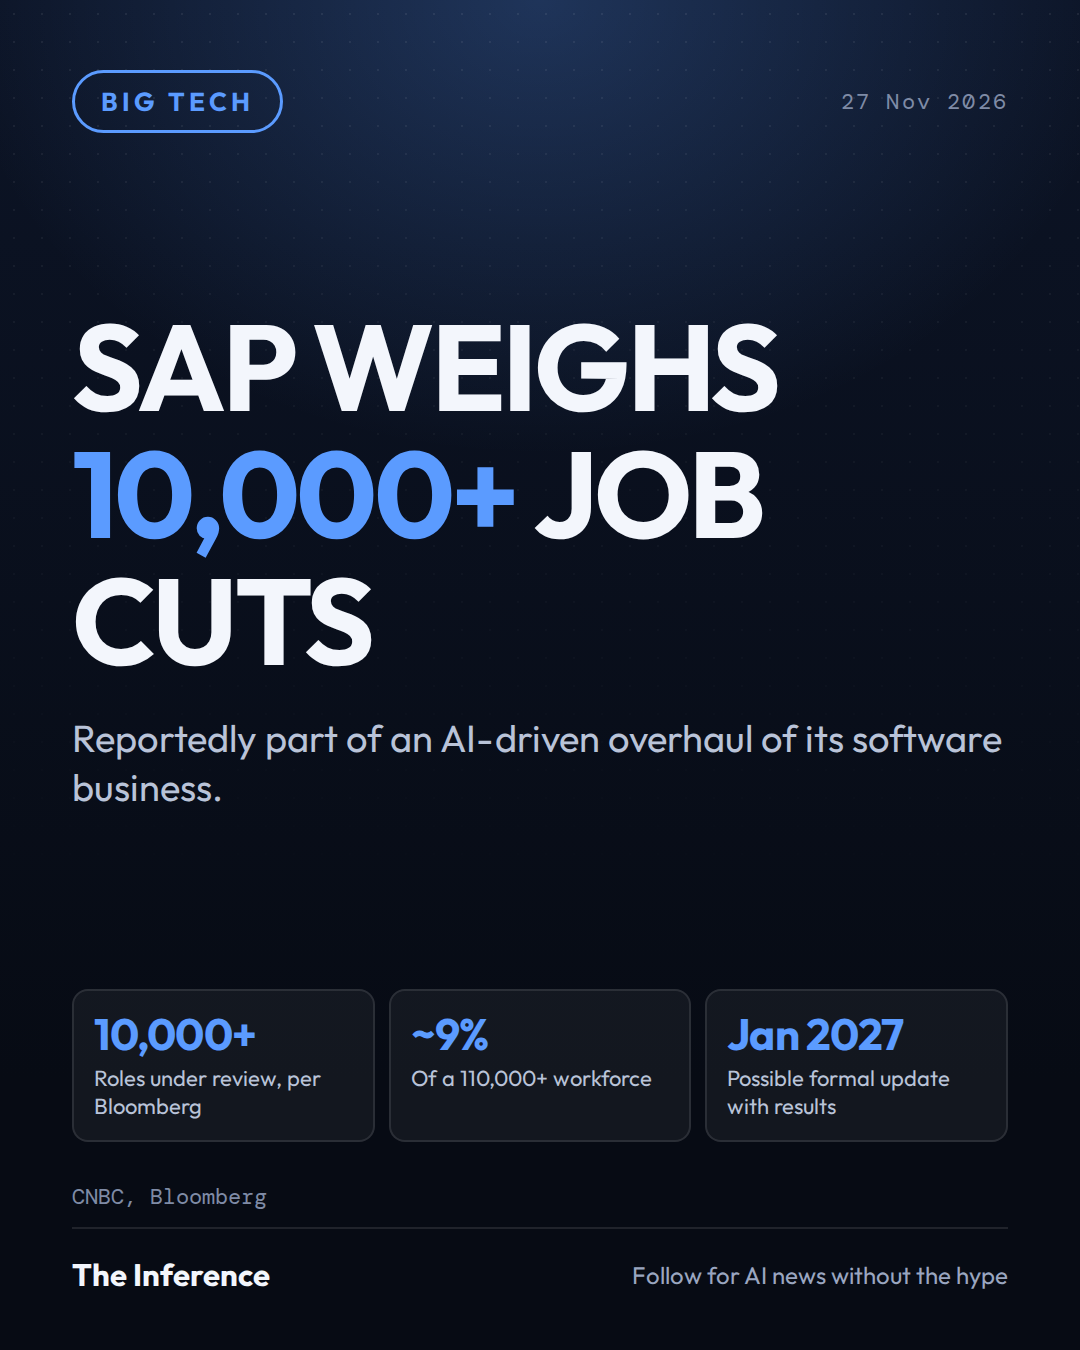 BIG TECH
27 Nov 2026
SAP WEIGHS
10,000+ JOB
CUTS
Reportedly part of an AI-driven overhaul of its software
business.
10,000+
Roles under review, per
Bloomberg
~9%
Of a 110,000+ workforce
Jan 2027
Possible formal update
with results
CNBC, Bloomberg
The Inference
Follow for AI news without the hype